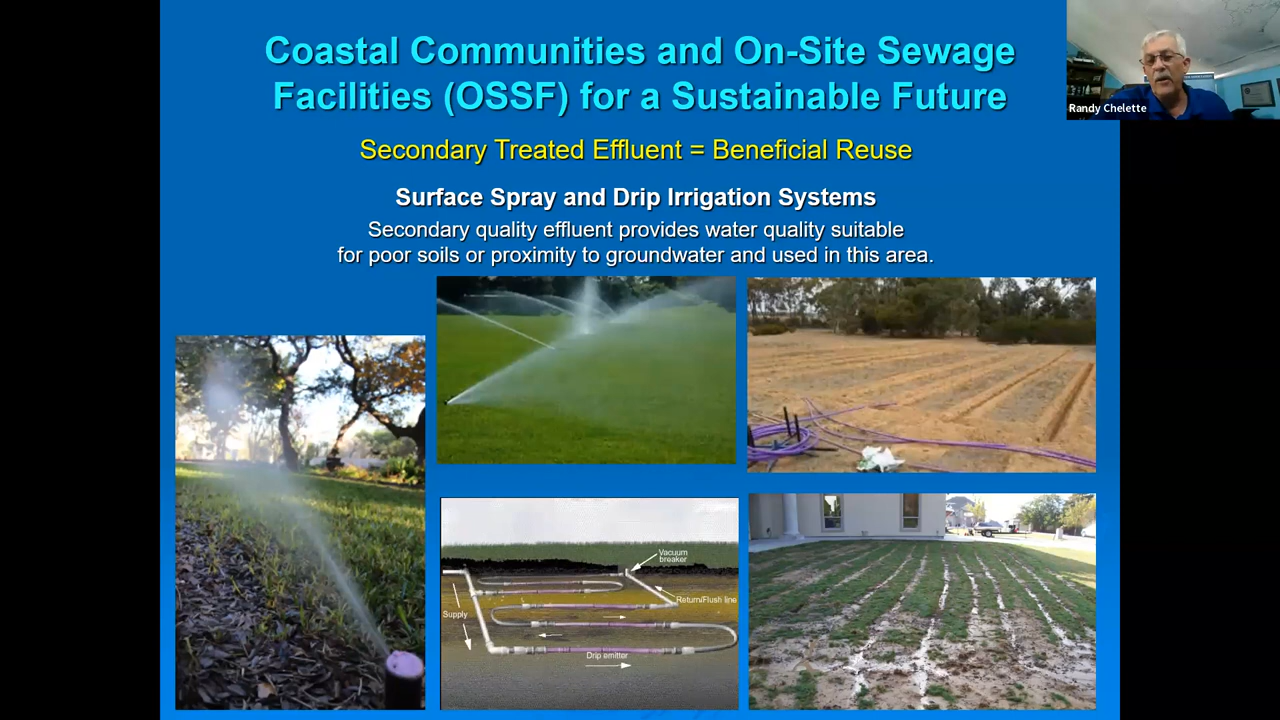 Coastal Communities and On-Site Sewage
Facilities (OSSF) for a Sustainable Future
Randy Chelette
Secondary Treated Effluent = Beneficial Reuse
Surface Spray and Drip Irrigation Systems
Secondary quality effluent provides water quality suitable
for poor soils or proximity to groundwater and used in this area.
Vacuum
breaker
Return/Flush line
Supply
Drip emitter